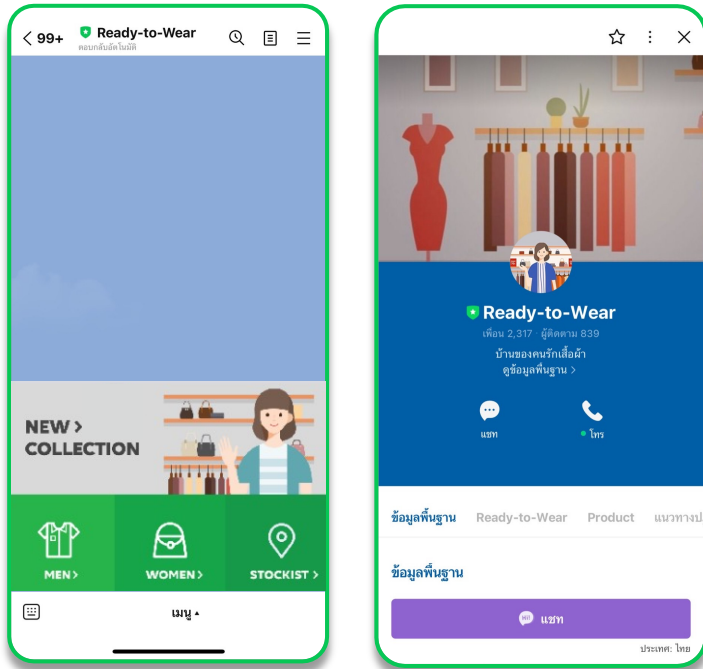 99+
Ready-to-Wear
ตอบกลับอัตโนมัติ
NEW >
COLLECTION
MEN >
WOMEN >
STOCKIST >
เมนู
Ready-to-Wear
เพื่อน 2,317 · ผู้ติดตาม 839
บ้านของคนรักเสื้อผ้า
ดูข้อมูลพื้นฐาน >
แชท
โทร
ข้อมูลพื้นฐาน Ready-to-Wear Product แนวทางป
ข้อมูลพื้นฐาน
แชท
ประเทศ: ไทย